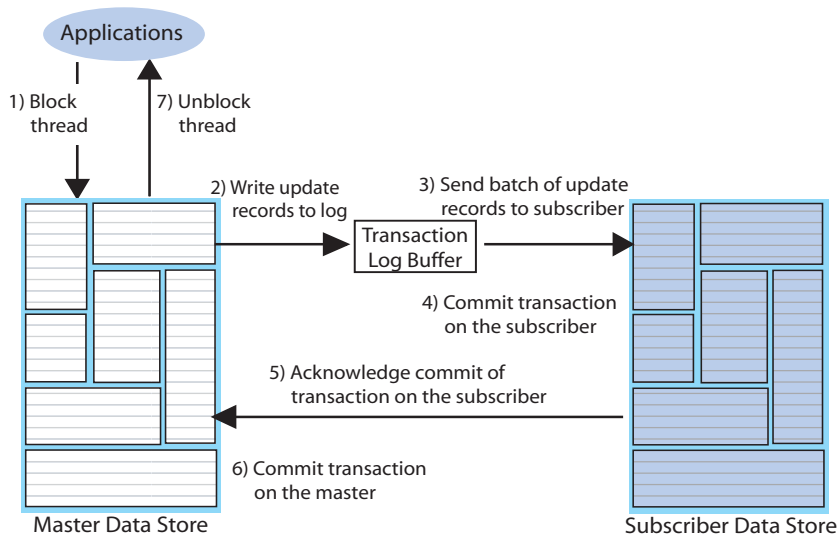 Applications
1) Block
thread
7) Unblock
thread
2) Write update
records to log
3) Send batch of update
records to subscriber
Transaction
Log Buffer
4) Commit transaction
on the subscriber
5) Acknowledge commit of
transaction on the subscriber
6) Commit transaction
on the master
Master Data Store
Subscriber Data Store